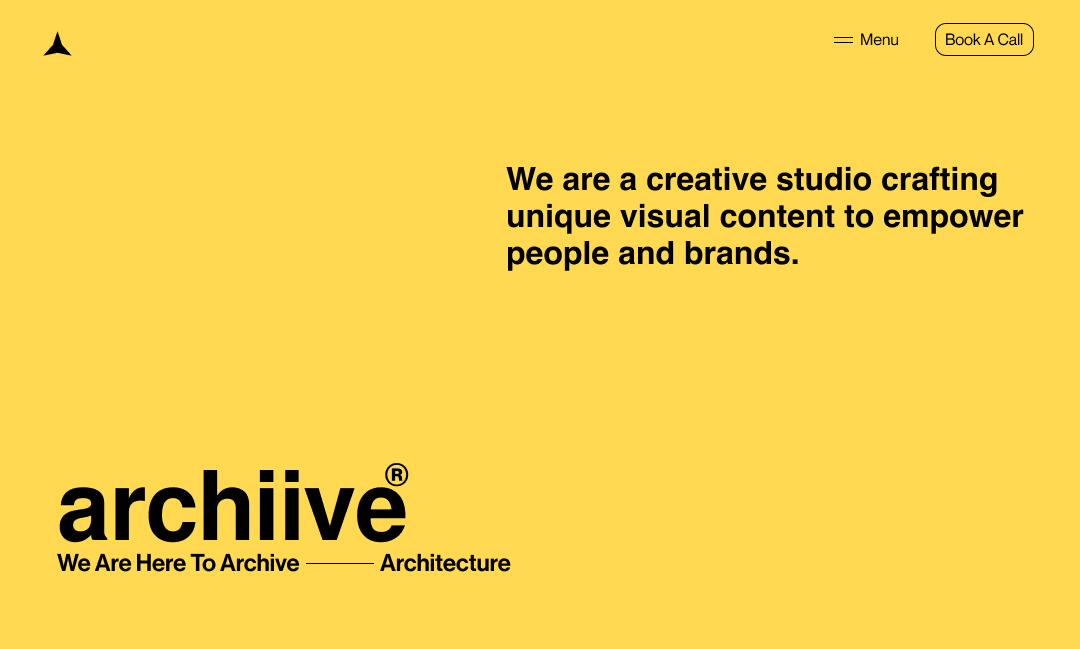 Menu
Book A Call
We are a creative studio crafting
unique visual content to empower
people and brands.
archiive®
We Are Here To Archive ——— Architecture